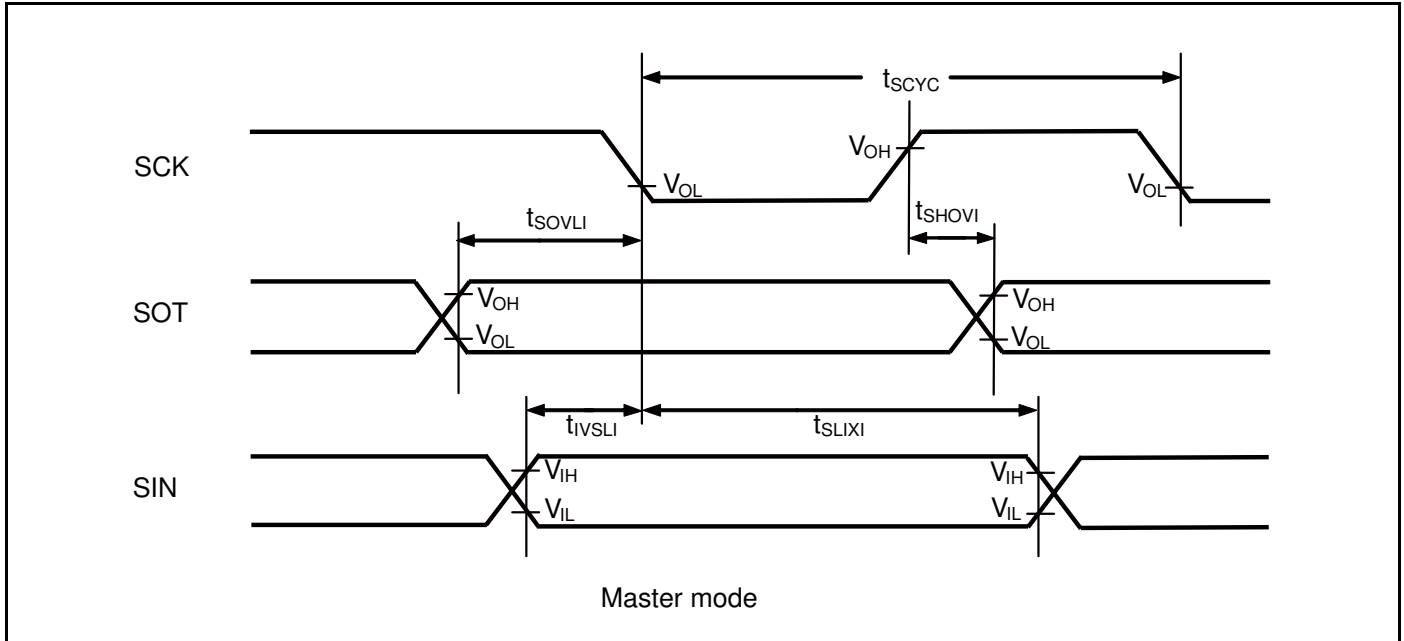 tSCYC
SCK
VOH
VOL
VOL
tSOVLI
tSHOVI
SOT
VOH
VOL
VOH
VOL
tIVSLI
tSLIXI
SIN
VIH
VIL
VIH
VIL
Master mode